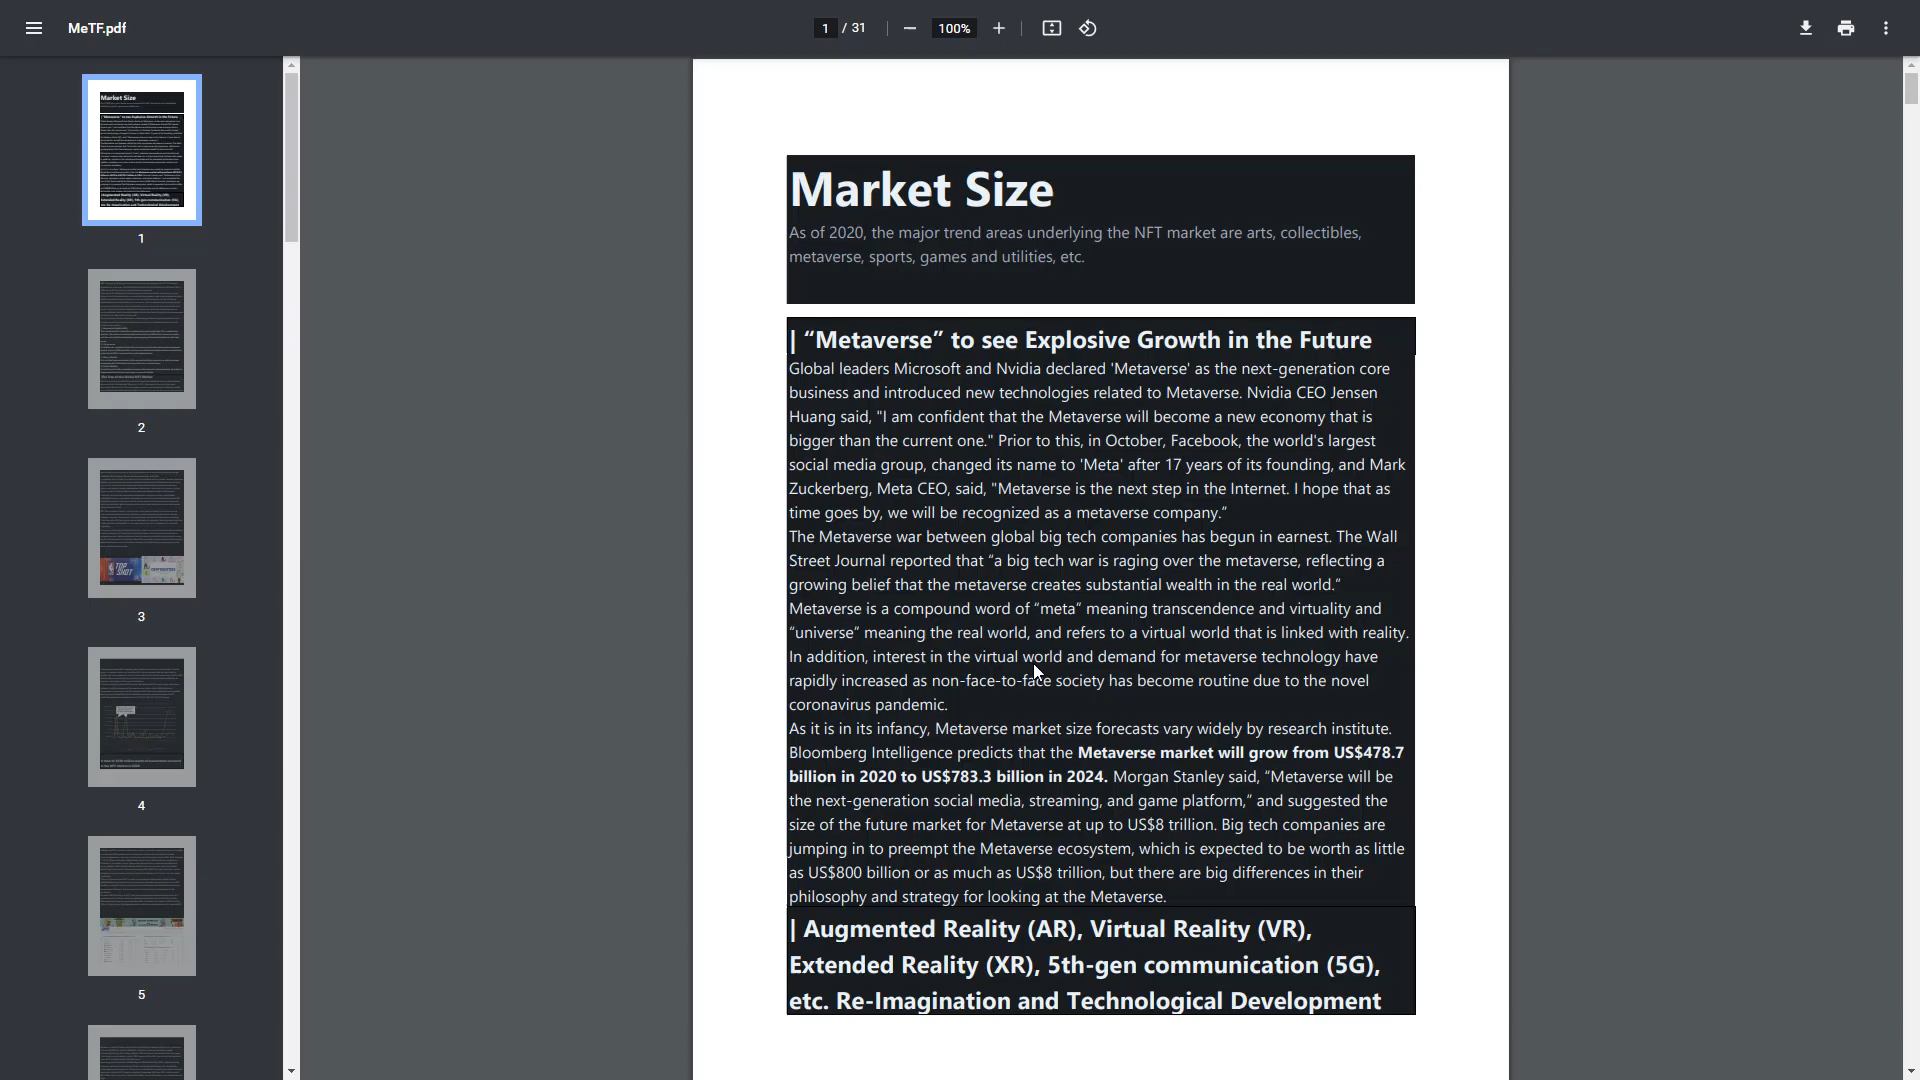 MeTF.pdf
1 / 31
100%
1
2
3
4
5
Market Size
As of 2020, the major trend areas underlying the NFT market are arts, collectibles,
metaverse, sports, games and utilities, etc.
| “Metaverse” to see Explosive Growth in the Future
Global leaders Microsoft and Nvidia declared 'Metaverse' as the next-generation core
business and introduced new technologies related to Metaverse. Nvidia CEO Jensen
Huang said, "I am confident that the Metaverse will become a new economy that is
bigger than the current one." Prior to this, in October, Facebook, the world's largest
social media group, changed its name to 'Meta' after 17 years of its founding, and Mark
Zuckerberg, Meta CEO, said, "Metaverse is the next step in the Internet. I hope that as
time goes by, we will be recognized as a metaverse company.“
The Metaverse war between global big tech companies has begun in earnest. The Wall
Street Journal reported that “a big tech war is raging over the metaverse, reflecting a
growing belief that the metaverse creates substantial wealth in the real world.“
Metaverse is a compound word of “meta“ meaning transcendence and virtuality and
“universe“ meaning the real world, and refers to a virtual world that is linked with reality.
In addition, interest in the virtual world and demand for metaverse technology have
rapidly increased as non-face-to-face society has become routine due to the novel
coronavirus pandemic.
As it is in its infancy, Metaverse market size forecasts vary widely by research institute.
Bloomberg Intelligence predicts that the Metaverse market will grow from US$478.7
billion in 2020 to US$783.3 billion in 2024. Morgan Stanley said, “Metaverse will be
the next-generation social media, streaming, and game platform,” and suggested the
size of the future market for Metaverse at up to US$8 trillion. Big tech companies are
jumping in to preempt the Metaverse ecosystem, which is expected to be worth as little
as US$800 billion or as much as US$8 trillion, but there are big differences in their
philosophy and strategy for looking at the Metaverse.
| Augmented Reality (AR), Virtual Reality (VR),
Extended Reality (XR), 5th-gen communication (5G),
etc. Re-Imagination and Technological Development